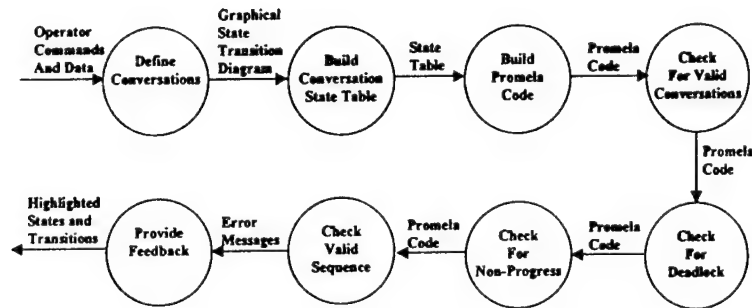 Operator
Commands
And Data
Define
Conversations
Graphical
State
Transition
Diagram
Build
Conversation
State Table
State
Table
Build
Promela
Code
Promela
Code
Check
For Valid
Conversations
Promela
Code
Check
For
Deadlock
Promela
Code
Check
For
Non-Progress
Promela
Code
Check
Valid
Sequence
Error
Messages
Provide
Feedback
Highlighted
States and
Transitions